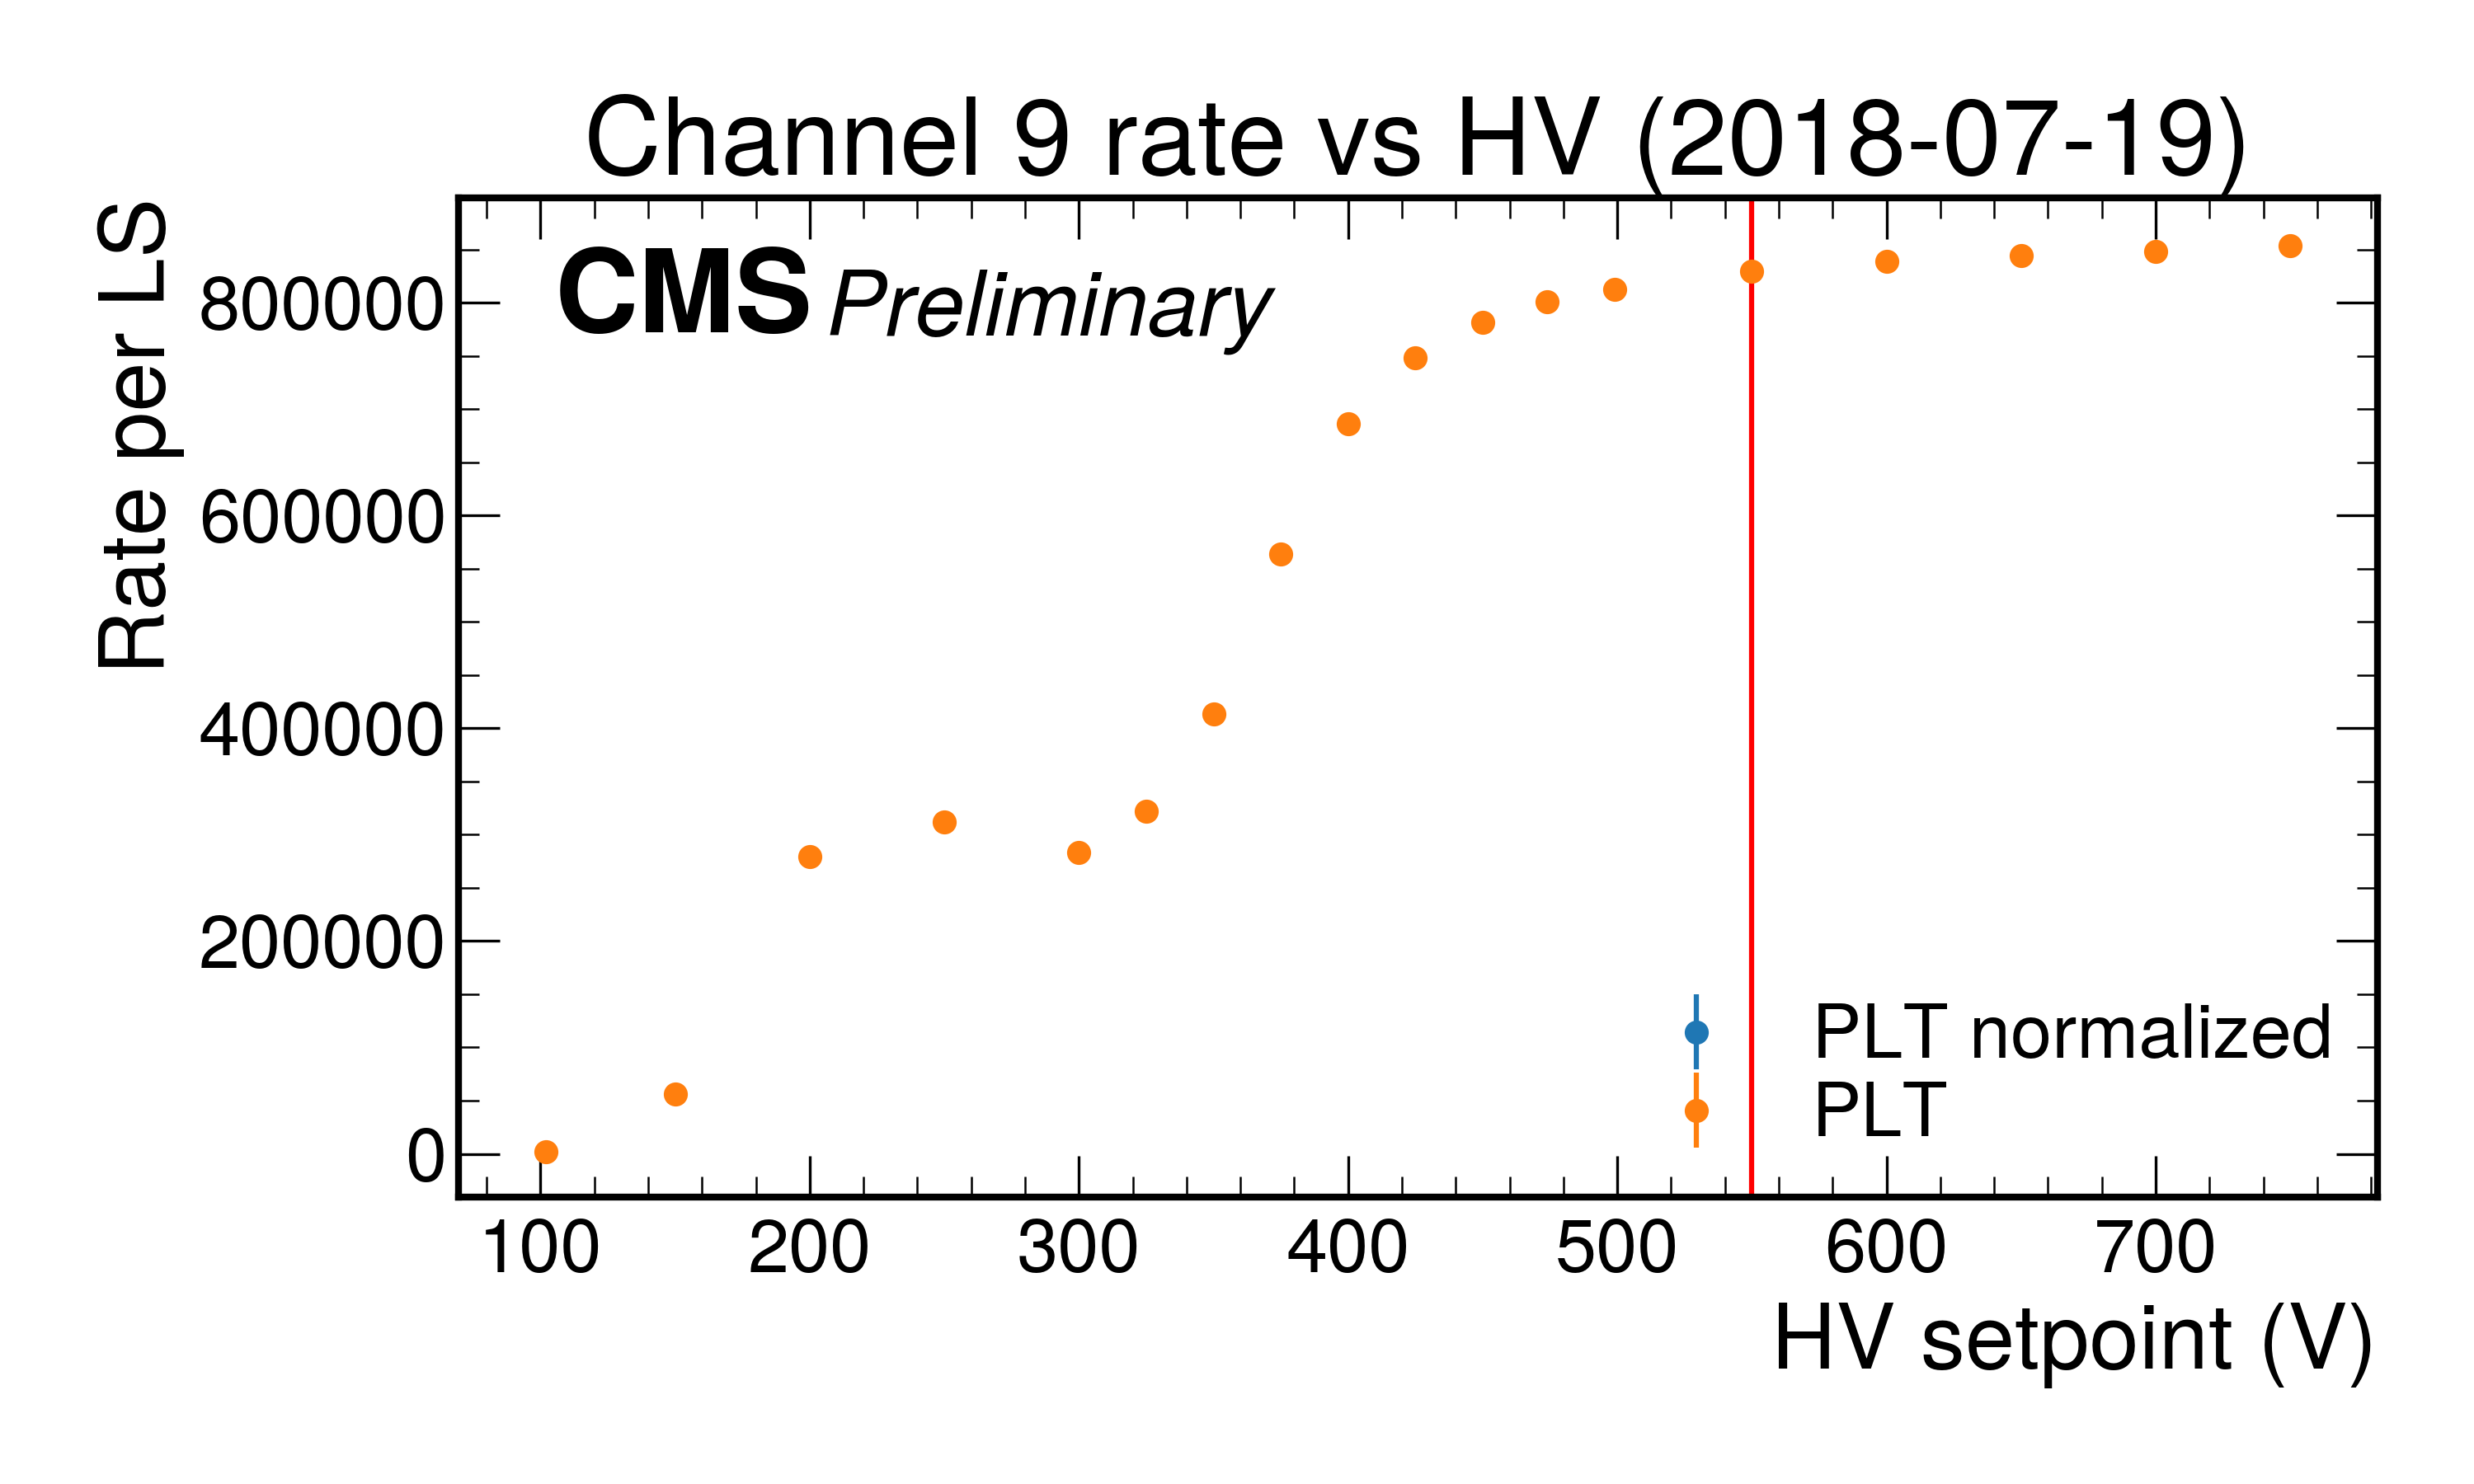 Channel 9 rate vs HV (2018-07-19)
CMS Preliminary
Rate per LS
800000
600000
400000
200000
0
PLT normalized
PLT
100 200 300 400 500 600 700
HV setpoint (V)